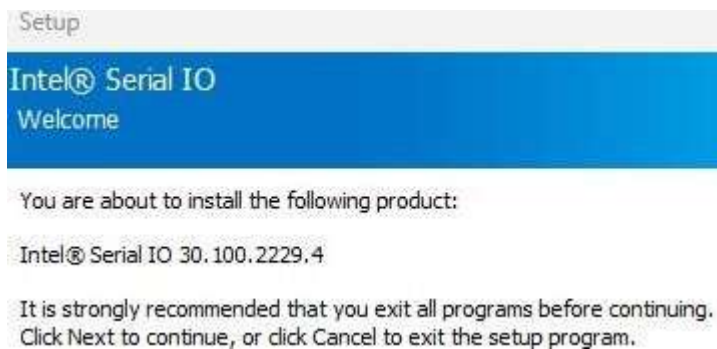 Setup
Intel® Serial IO
Welcome
You are about to install the following product:
Intel® Serial IO 30.100.2229.4
It is strongly recommended that you exit all programs before continuing.
Click Next to continue, or click Cancel to exit the setup program.